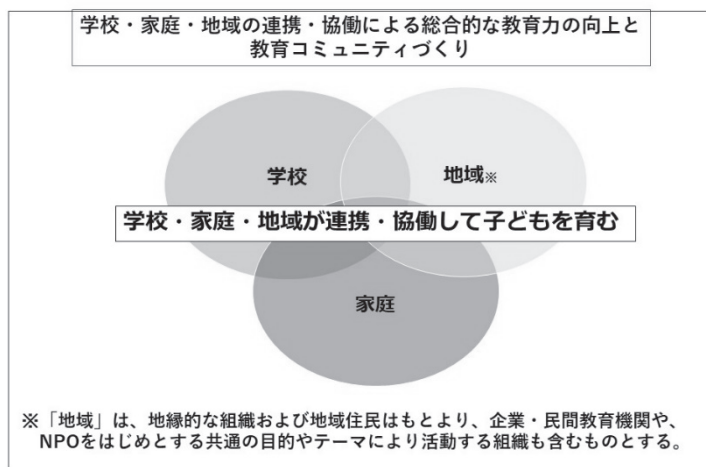 学校・家庭・地域の連携・協働による総合的な教育力の向上と
教育コミュニティづくり
学校
地域※
学校・家庭・地域が連携・協働して子どもを育む
家庭
※「地域」は、地縁的な組織および地域住民はもとより、企業・民間教育機関や、
NPOをはじめとする共通の目的やテーマにより活動する組織も含むものとする。